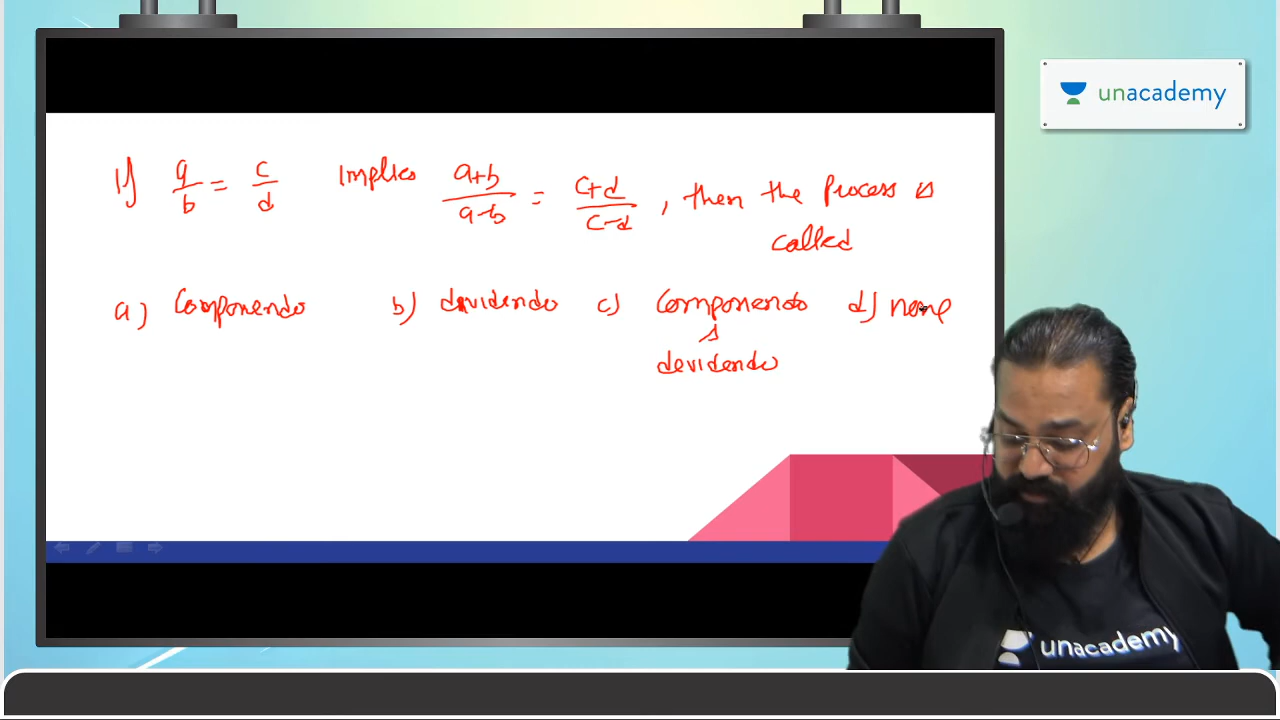 unacademy
If a/b = c/d implies a+b/a-b = c+d/c-d , then the process is
called
a) Componendo b) devidendo c) Componendo d) none
&
devidendo
unacademy